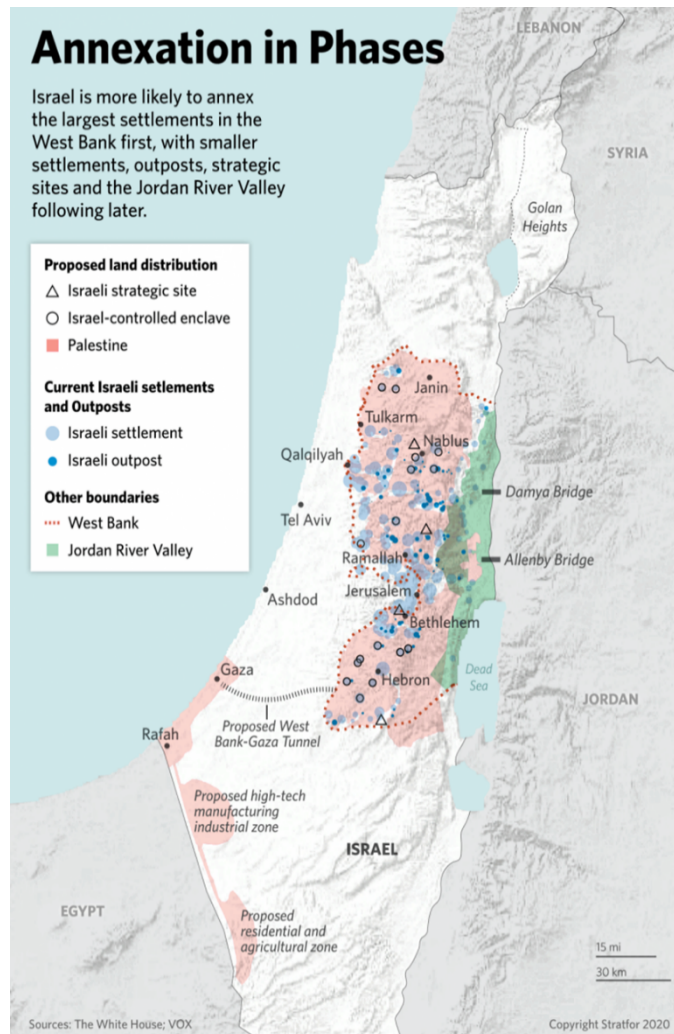 Annexation in Phases
Israel is more likely to annex
the largest settlements in the
West Bank first, with smaller
settlements, outposts, strategic
sites and the Jordan River Valley
following later.
Proposed land distribution
Israeli strategic site
Israel-controlled enclave
Palestine
Current Israeli setlements
and Outposts
Israeli settlement
Israeli outpost
Other boundaries
West Bank
Jordan River Valley
LEBANON
SYRIA
Golan
Heights
Janin
Tulkarm
Nablus
Qalqilyah
Damya Bridge
Tel Aviv
Ramallah
Allenby Bridge
Jerusalem
Ashdod
Bethlehem
Gaza
Hebron
Dead
Sea
JORDAN
Proposed West
Bank-Gaza Tunnel
Rafah
Proposed high-tech
manufacturing
industrial zone
ISRAEL
EGYPT
Proposed
residential and
agricultural zone
15 mi
30 km
Sources: The White House; VOX
Copyright Stratfor 2020